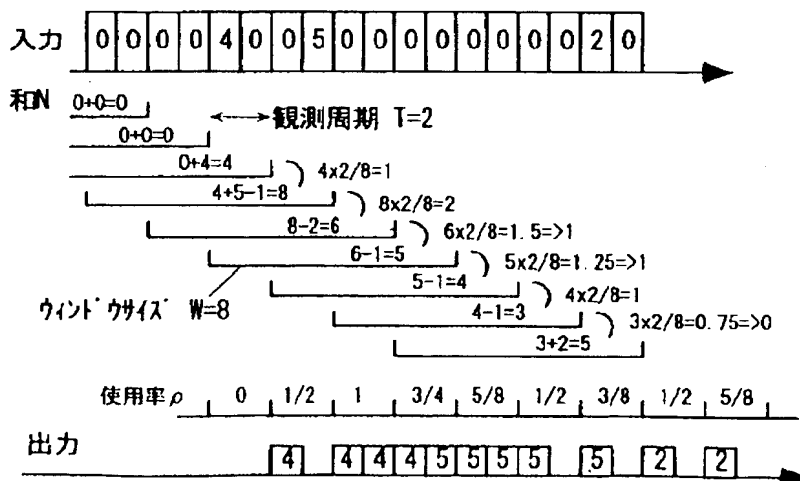 入力 0 0 0 0 4 0 0 5 0 0 0 0 0 0 0 0 2 0
和N 0+0=0
0+0=0 観測周期 T=2
0+4=4 4x2/8=1
4+5-1=8 8x2/8=2
8-2=6 6x2/8=1.5=>1
6-1=5 5x2/8=1.25=>1
ウィンドウサイズ W=8 5-1=4 4x2/8=1
4-1=3 3x2/8=0.75=>0
3+2=5
使用率ρ 0 1/2 1 3/4 5/8 1/2 3/8 1/2 5/8
出力 4 4 4 4 5 5 5 5 5 2 2